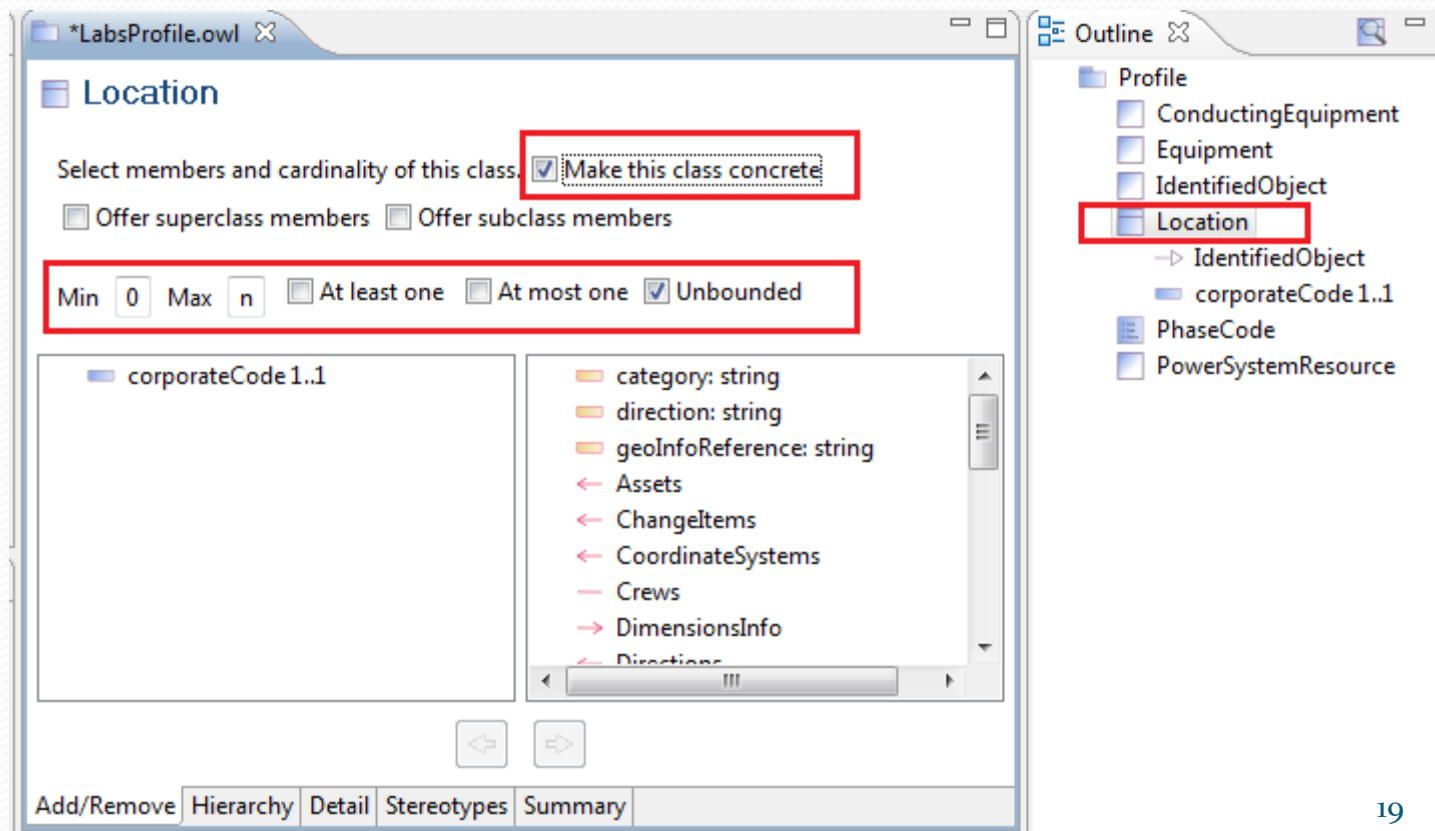 *LabsProfile.owl
Location
Select members and cardinality of this class. Make this class concrete
Offer superclass members Offer subclass members
Min 0 Max n At least one At most one Unbounded
corporateCode 1..1
category: string
direction: string
geoInfoReference: string
Assets
ChangeItems
CoordinateSystems
Crews
DimensionsInfo
Directions
Add/Remove Hierarchy Detail Stereotypes Summary
Outline
Profile
ConductingEquipment
Equipment
IdentifiedObject
Location
IdentifiedObject
corporateCode 1..1
PhaseCode
PowerSystemResource
19